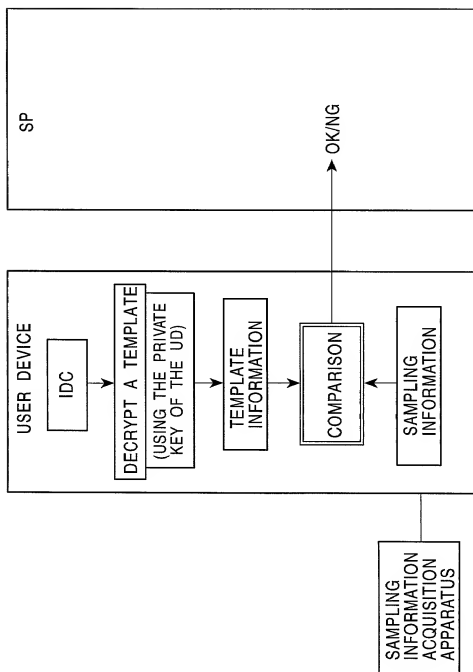 USER DEVICE
IDC
DECRYPT A TEMPLATE
(USING THE PRIVATE
KEY OF THE UD)
TEMPLATE
INFORMATION
COMPARISON
SAMPLING
INFORMATION
SAMPLING
INFORMATION
ACQUISITION
APPARATUS
SP
OK/NG